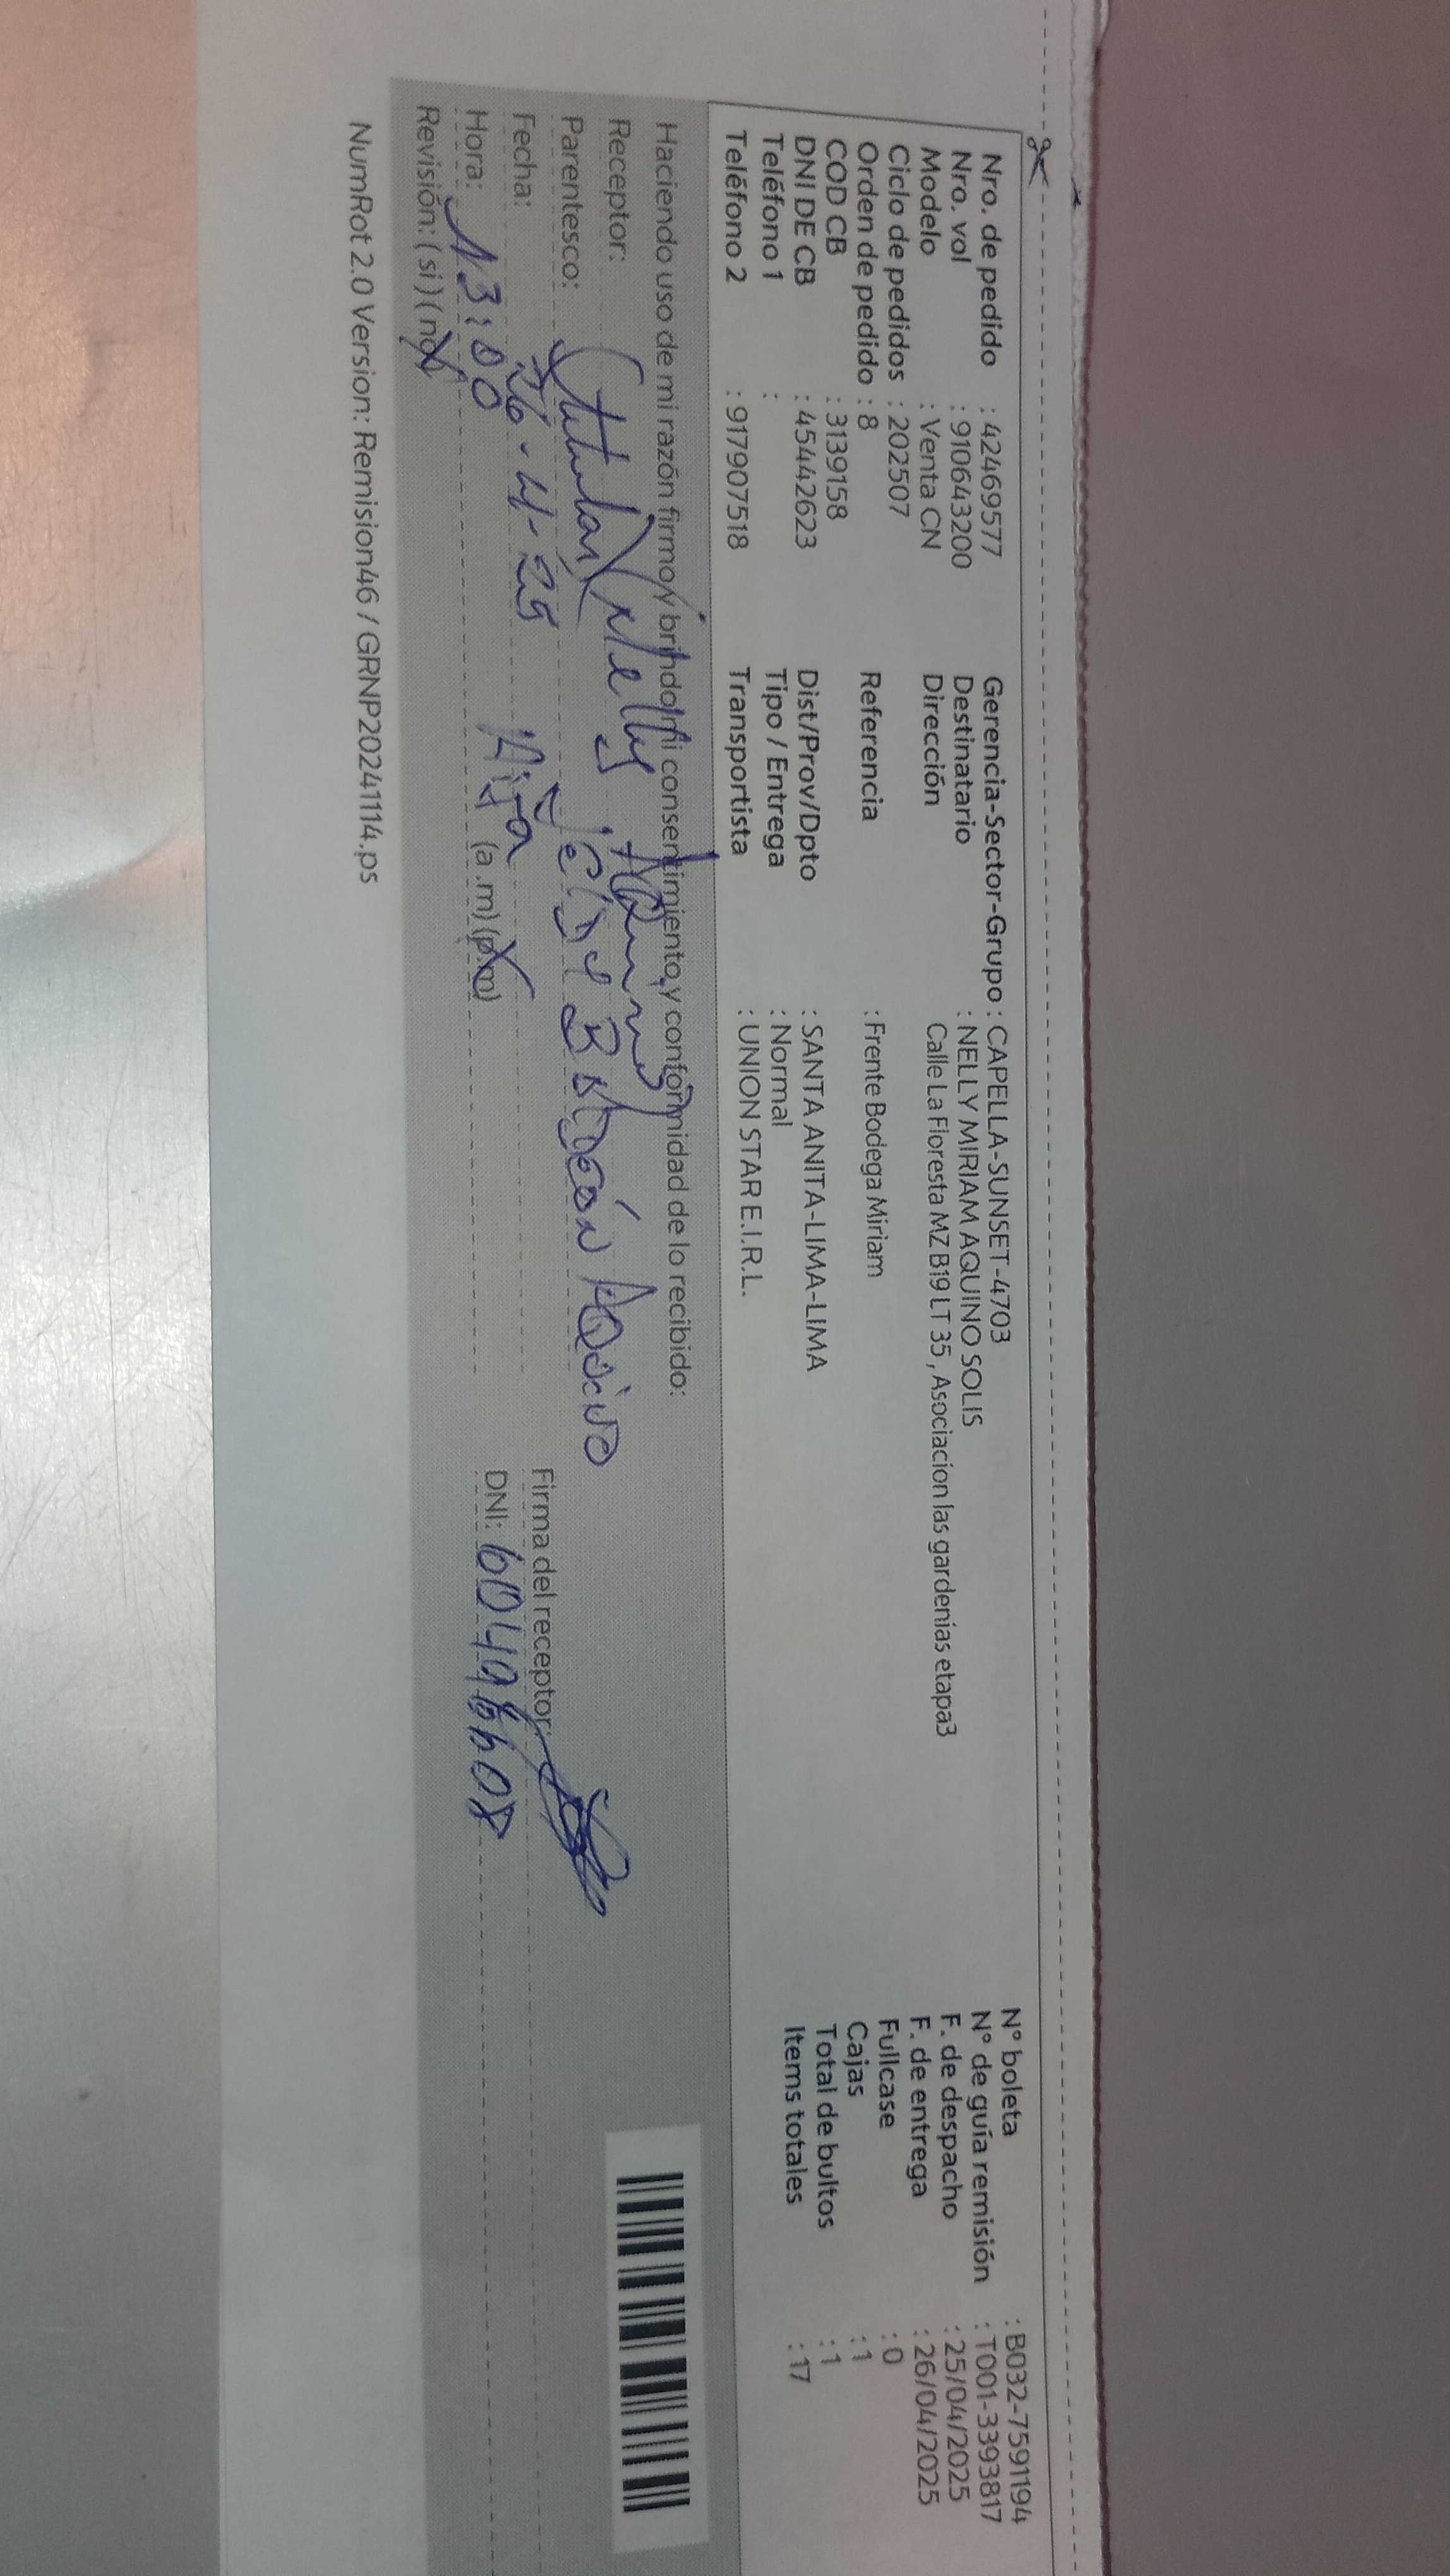 Nro. de pedido : 42469577
Nro. vol : 910643200
Modelo : Venta CN
Ciclo de pedidos : 202507
Orden de pedido : 8
COD CB : 3139158
DNI DE CB : 45442623
Teléfono 1 :
Teléfono 2 : 917907518
Gerencia-Sector-Grupo : CAPELLA-SUNSET-4703
Destinatario : NELLY MIRIAM AQUINO SOLIS
Dirección Calle La Floresta MZ B19 LT 35 , Asociacion las gardenias etapa3
Referencia : Frente Bodega Miriam
Dist/Prov/Dpto : SANTA ANITA-LIMA-LIMA
Tipo / Entrega : Normal
Transportista : UNION STAR E.I.R.L.
N° boleta : B032-7591194
N° de guía remisión : T001-3393817
F. de despacho : 25/04/2025
F. de entrega : 26/04/2025
Fullcase : 0
Cajas : 1
Total de bultos : 1
Items totales : 17
Haciendo uso de mi razón firmo y brindo mi consentimiento y conformidad de lo recibido:
Receptor: (titular) Nelly Aquino
Parentesco:
Fecha: 26-4-25 Hija
Hora: 13:00 (a.m) (p.m)
Revisión: ( si ) ( no )
Firma del receptor:
DNI:
NumRot 2.0 Version: Remision46 / GRNP20241114.ps